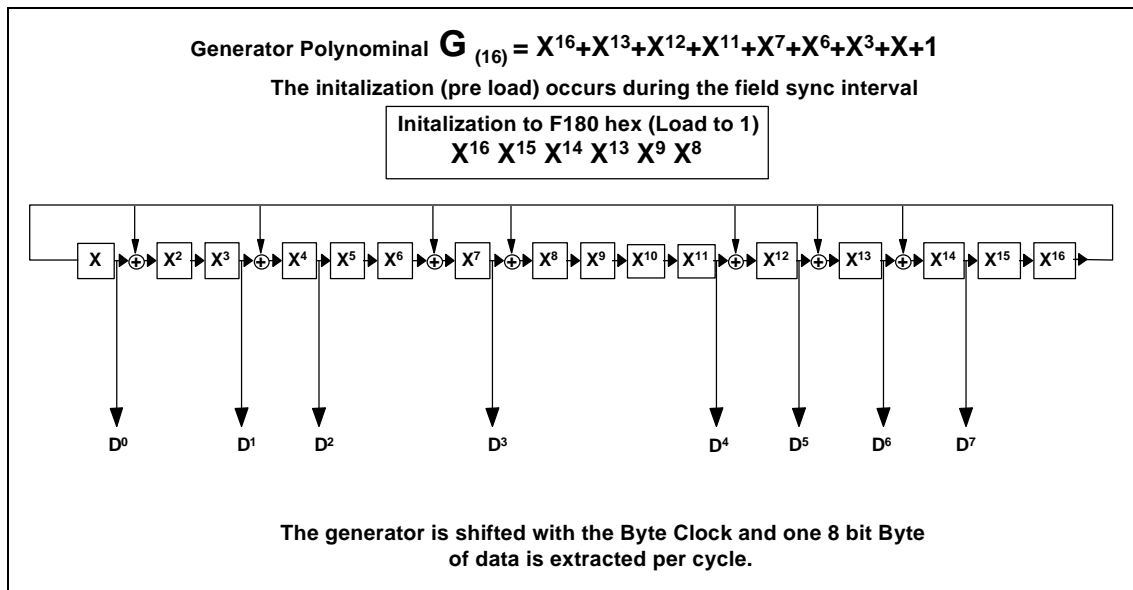 Generator Polynominal G (16) = X¹⁶+X¹³+X¹²+X¹¹+X⁷+X⁶+X³+X+1
The initalization (pre load) occurs during the field sync interval
Initalization to F180 hex (Load to 1)
X¹⁶ X¹⁵ X¹⁴ X¹³ X⁹ X⁸
X X² X³ X⁴ X⁵ X⁶ X⁷ X⁸ X⁹ X¹⁰ X¹¹ X¹² X¹³ X¹⁴ X¹⁵ X¹⁶
D⁰ D¹ D² D³ D⁴ D⁵ D⁶ D⁷
The generator is shifted with the Byte Clock and one 8 bit Byte
of data is extracted per cycle.